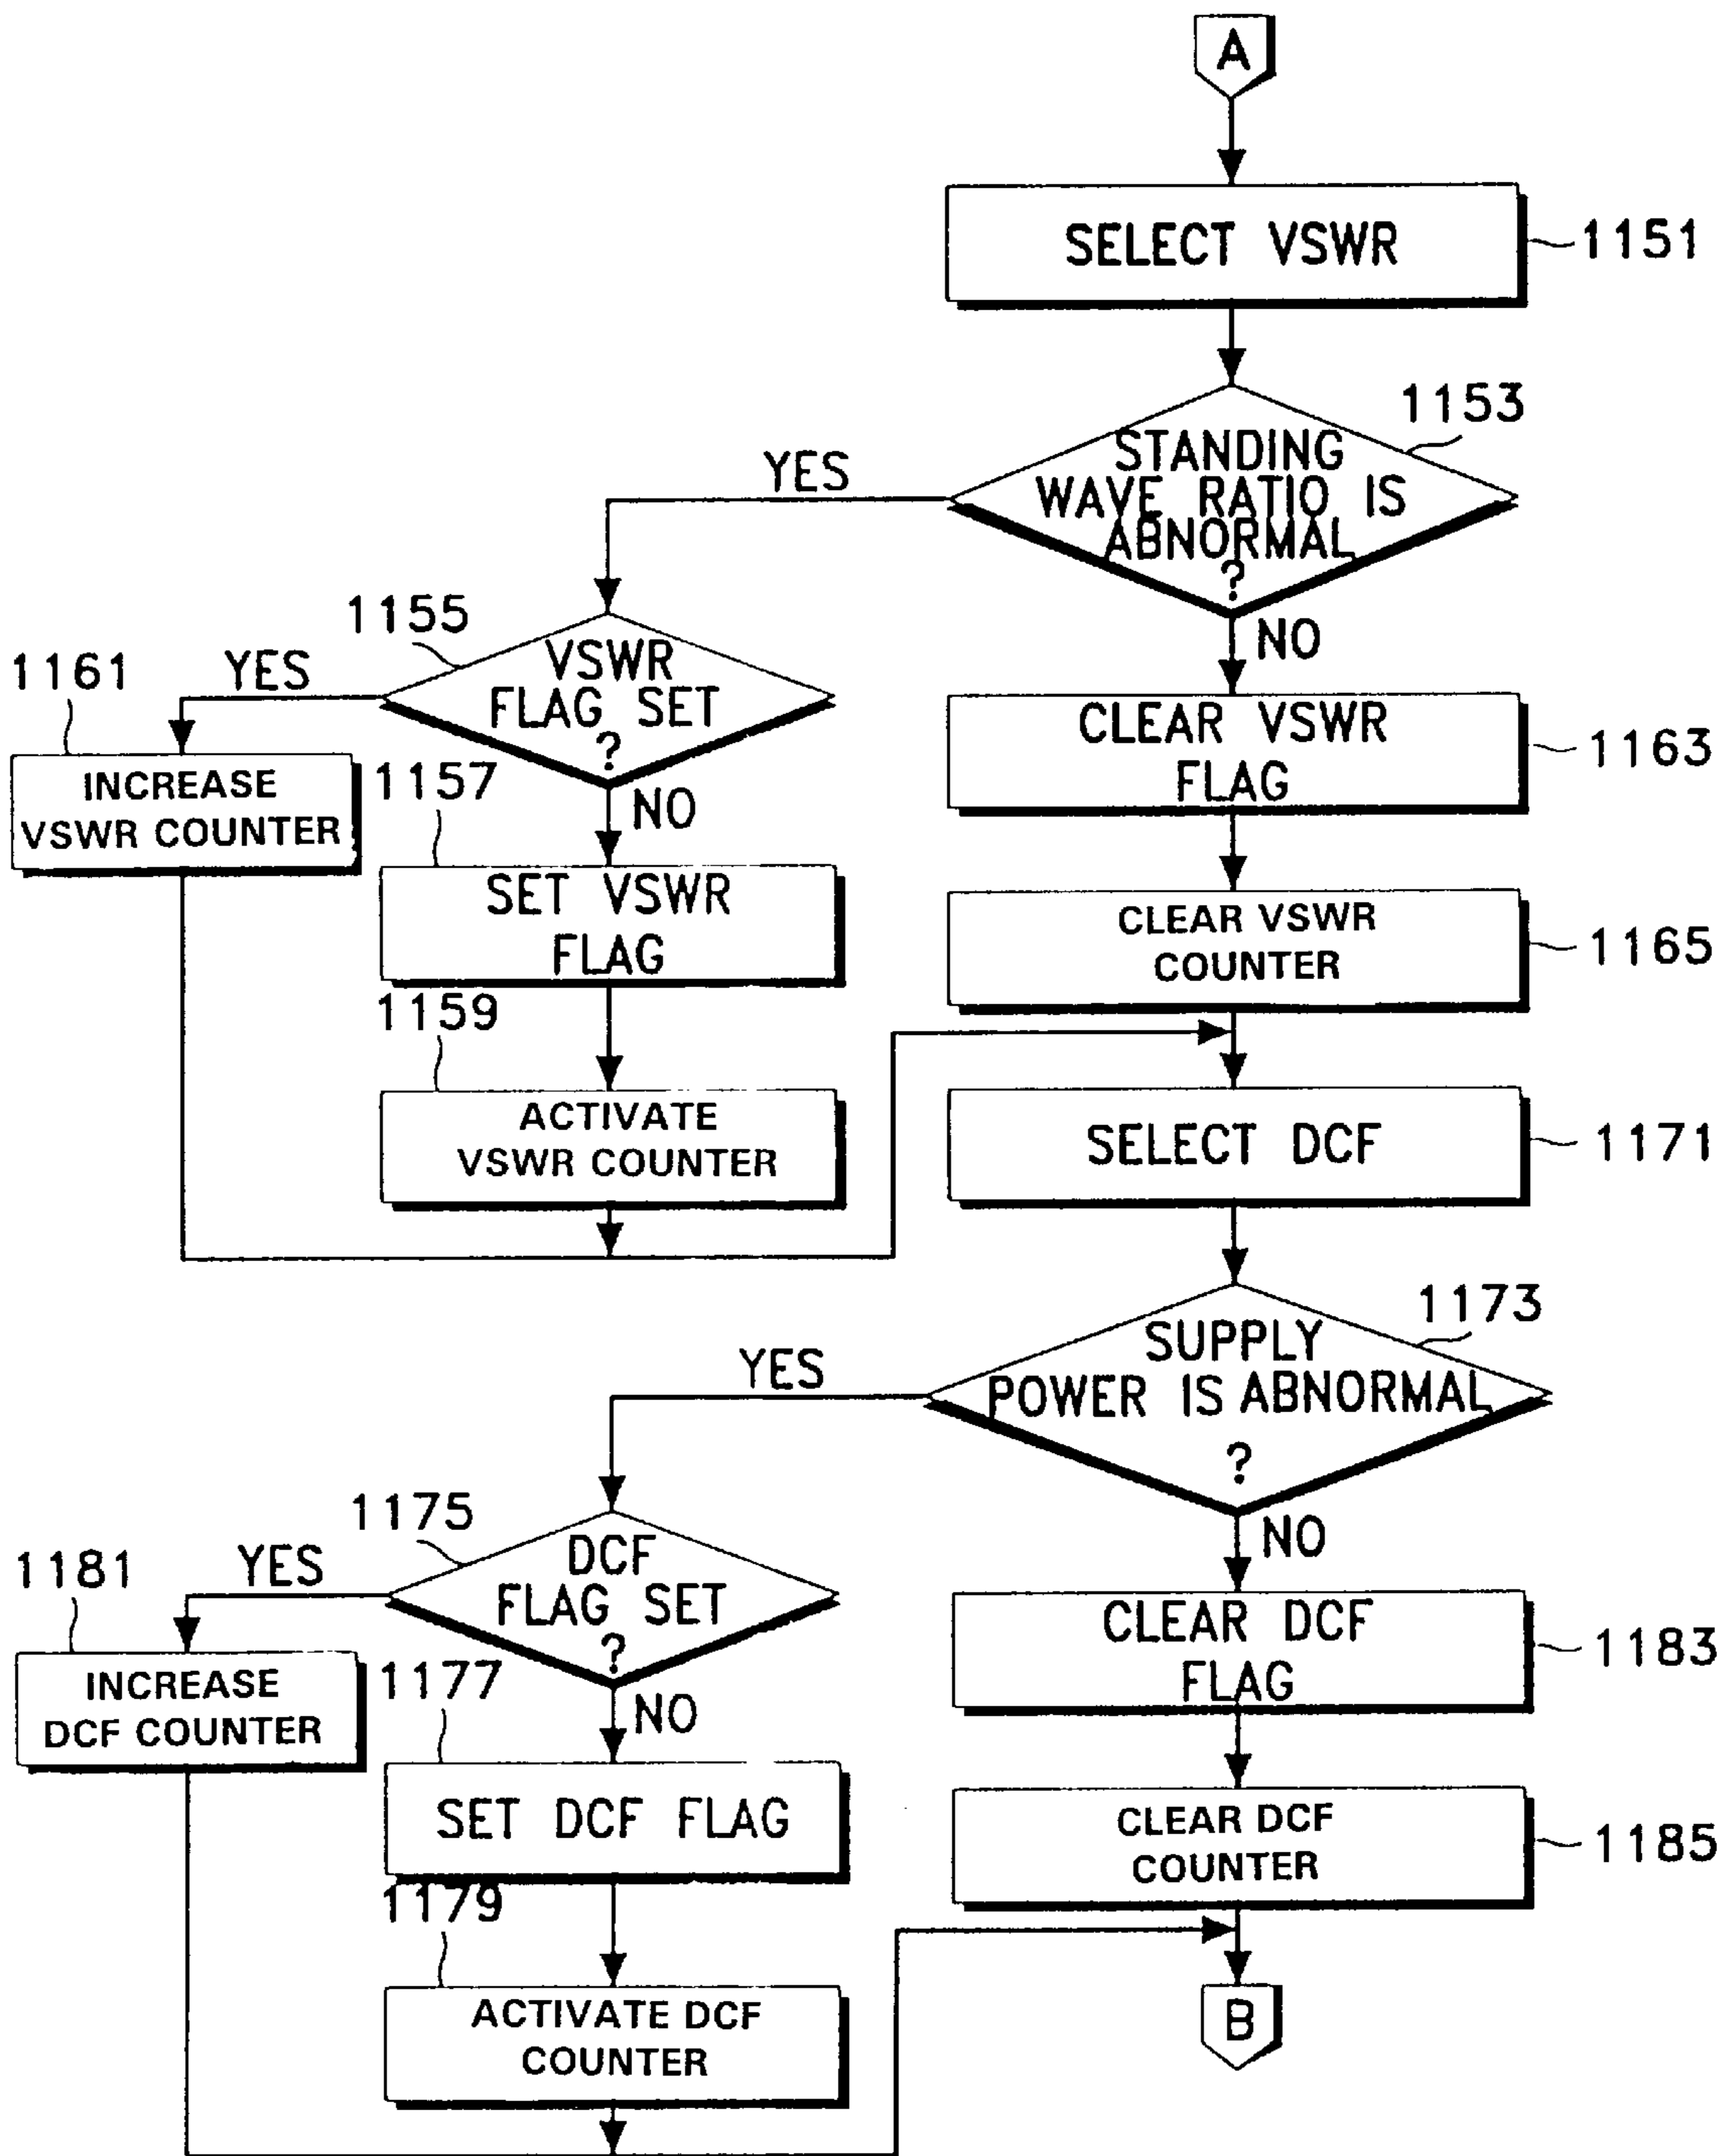 A
SELECT VSWR
1151
1153
STANDING
WAVE RATIO IS
ABNORMAL
?
YES
NO
1155
VSWR
FLAG SET
?
YES
NO
1161
INCREASE
VSWR COUNTER
1157
SET VSWR
FLAG
1159
ACTIVATE
VSWR COUNTER
CLEAR VSWR
FLAG
1163
CLEAR VSWR
COUNTER
1165
SELECT DCF
1171
1173
SUPPLY
POWER IS ABNORMAL
?
YES
NO
1175
DCF
FLAG SET
?
YES
NO
1181
INCREASE
DCF COUNTER
1177
SET DCF FLAG
1179
ACTIVATE DCF
COUNTER
CLEAR DCF
FLAG
1183
CLEAR DCF
COUNTER
1185
B